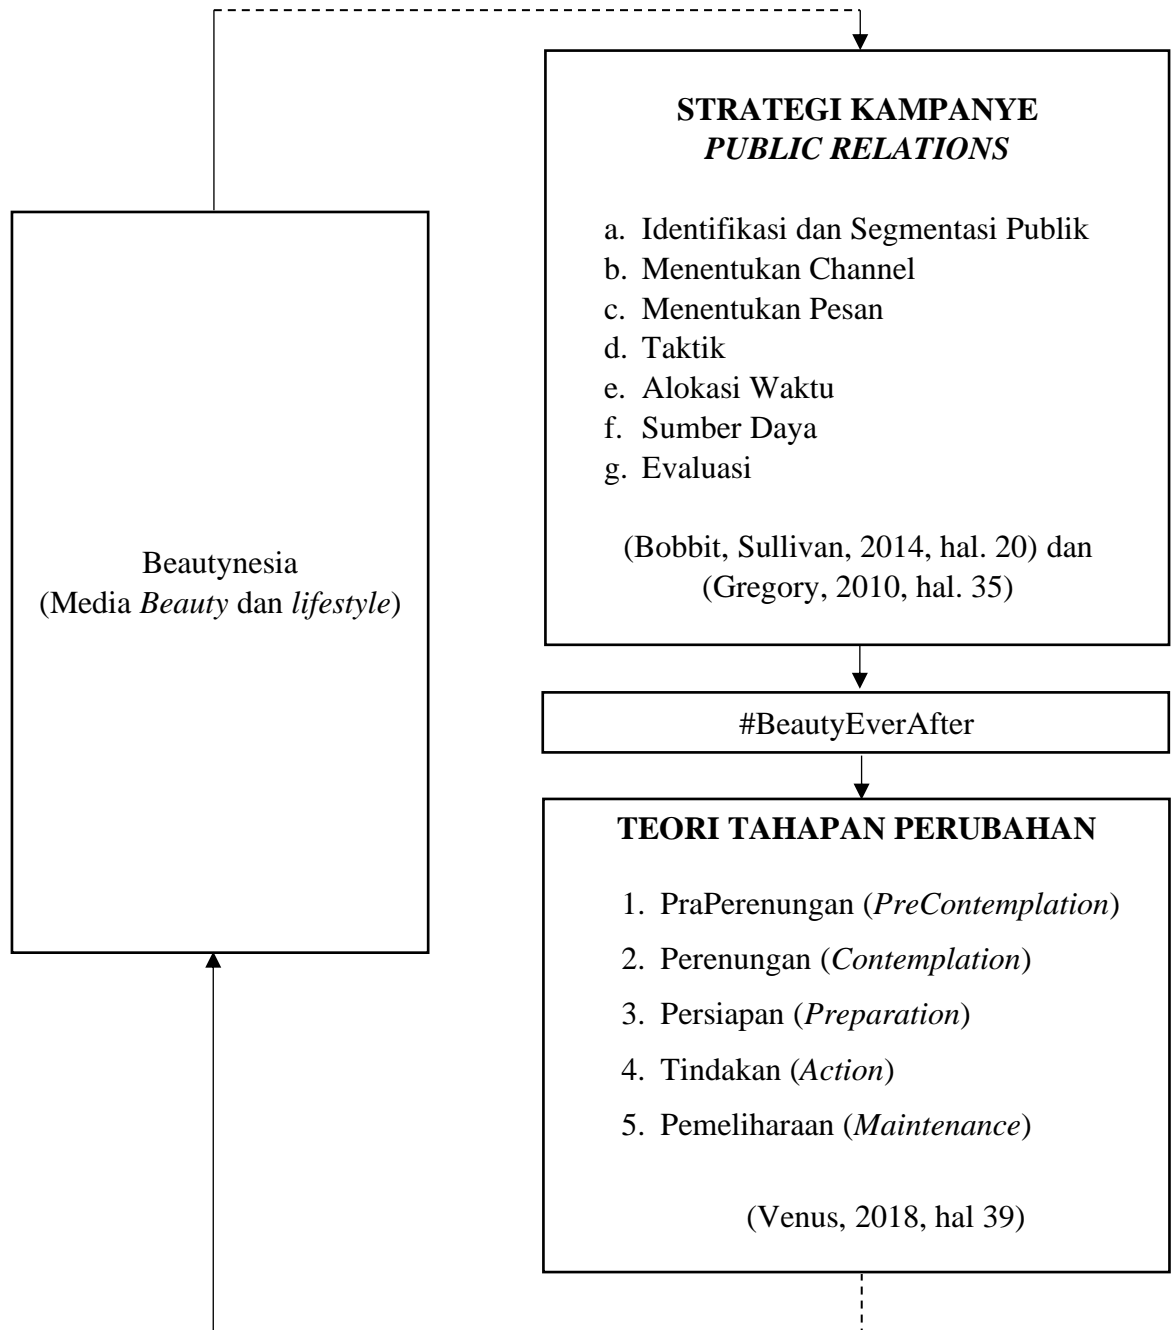 STRATEGI KAMPANYE
PUBLIC RELATIONS
a. Identifikasi dan Segmentasi Publik
b. Menentukan Channel
c. Menentukan Pesan
d. Taktik
e. Alokasi Waktu
f. Sumber Daya
g. Evaluasi
(Bobbit, Sullivan, 2014, hal. 20) dan
(Gregory, 2010, hal. 35)
Beautynesia
(Media Beauty dan lifestyle)
#BeautyEverAfter
TEORI TAHAPAN PERUBAHAN
1. PraPerenungan (PreContemplation)
2. Perenungan (Contemplation)
3. Persiapan (Preparation)
4. Tindakan (Action)
5. Pemeliharaan (Maintenance)
(Venus, 2018, hal 39)